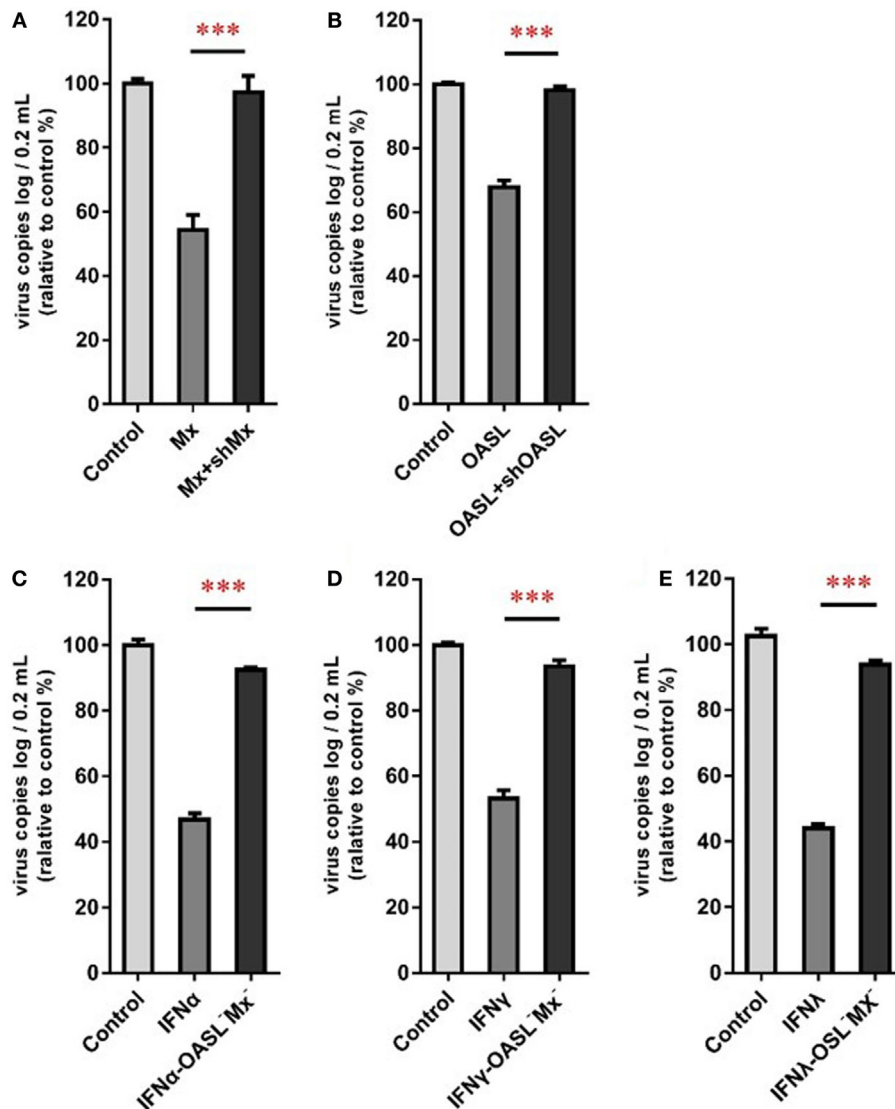 A
virus copies log / 0.2 mL
(ralative to control %)
120
100
80
60
40
20
0
***
Control
Mx
Mx+shMx
B
virus copies log / 0.2 mL
(ralative to control %)
120
100
80
60
40
20
0
***
Control
OASL
OASL+shOASL
C
virus copies log / 0.2 mL
(ralative to control %)
120
100
80
60
40
20
0
***
Control
IFNα
IFNα-OASL⁻Mx⁻
D
virus copies log / 0.2 mL
(ralative to control %)
120
100
80
60
40
20
0
***
Control
IFNγ
IFNγ-OASL⁻Mx⁻
E
virus copies log / 0.2 mL
(ralative to control %)
120
100
80
60
40
20
0
***
Control
IFNλ
IFNλ-OSL⁻MX⁻